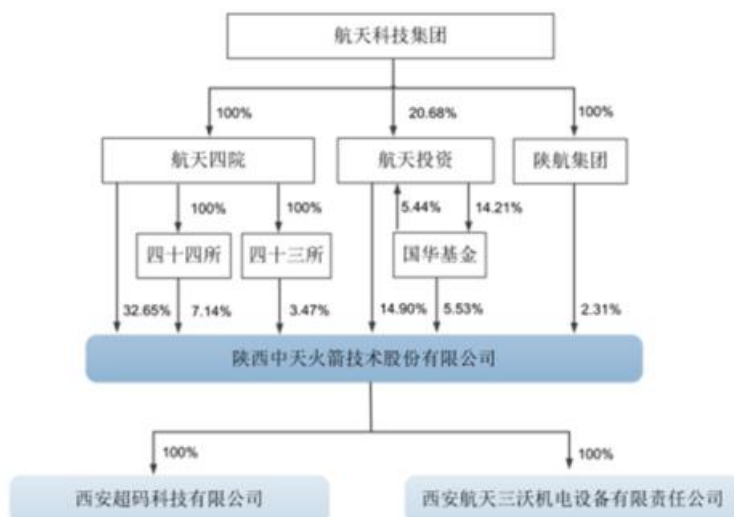 航天科技集团
100%
20.68%
100%
航天四院
航天投资
陕航集团
100%
100%
5.44%
14.21%
四十四所
四十三所
国华基金
32.65%
7.14%
3.47%
14.90%
5.53%
2.31%
陕西中天火箭技术股份有限公司
100%
100%
西安超码科技有限公司
西安航天三沃机电设备有限责任公司